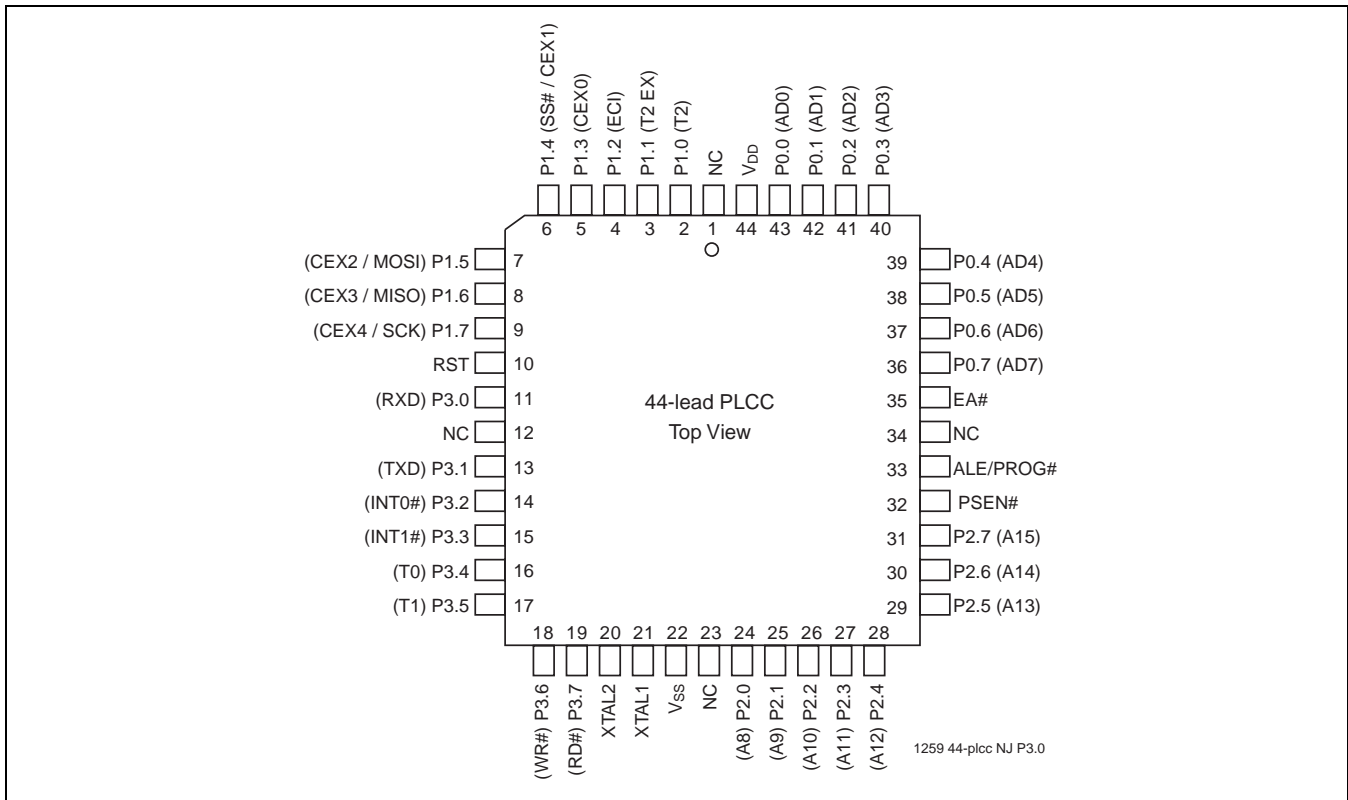 P1.4 (SS# / CEX1)
P1.3 (CEX0)
P1.2 (ECI)
P1.1 (T2 EX)
P1.0 (T2)
NC
VDD
P0.0 (AD0)
P0.1 (AD1)
P0.2 (AD2)
P0.3 (AD3)
6 5 4 3 2 1 44 43 42 41 40
(CEX2 / MOSI) P1.5 7
(CEX3 / MISO) P1.6 8
(CEX4 / SCK) P1.7 9
RST 10
(RXD) P3.0 11
NC 12
(TXD) P3.1 13
(INT0#) P3.2 14
(INT1#) P3.3 15
(T0) P3.4 16
(T1) P3.5 17
44-lead PLCC
Top View
39 P0.4 (AD4)
38 P0.5 (AD5)
37 P0.6 (AD6)
36 P0.7 (AD7)
35 EA#
34 NC
33 ALE/PROG#
32 PSEN#
31 P2.7 (A15)
30 P2.6 (A14)
29 P2.5 (A13)
18 19 20 21 22 23 24 25 26 27 28
(WR#) P3.6
(RD#) P3.7
XTAL2
XTAL1
VSS
NC
(A8) P2.0
(A9) P2.1
(A10) P2.2
(A11) P2.3
(A12) P2.4
1259 44-plcc NJ P3.0